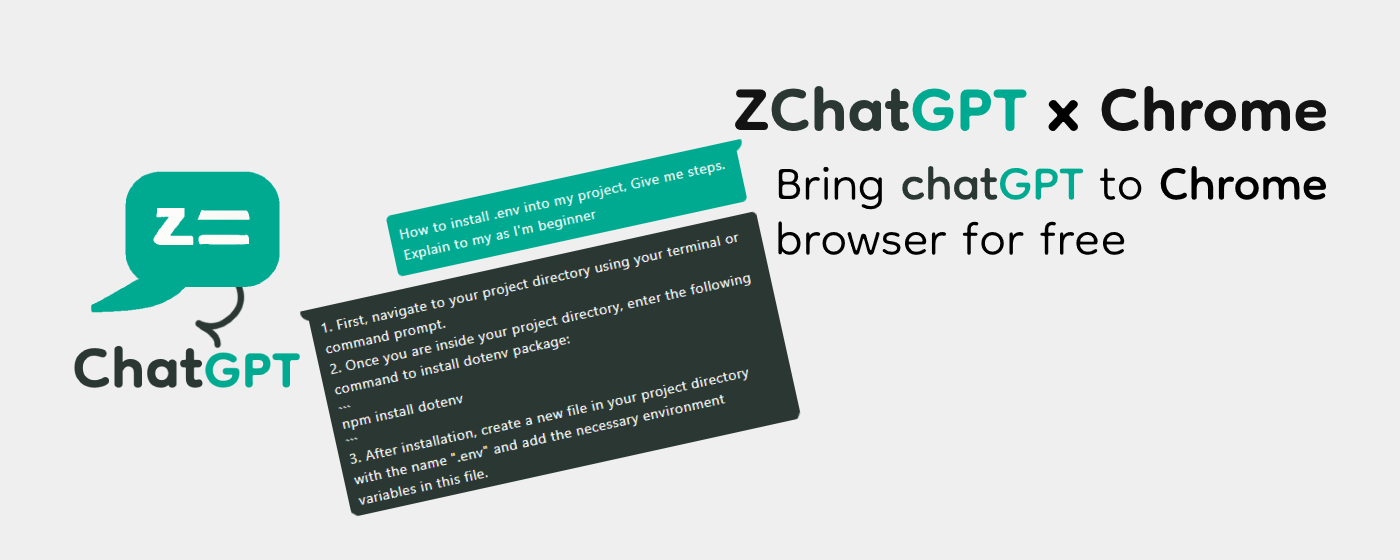 ZChatGPT x Chrome
Bring chatGPT to Chrome
browser for free
z=
ChatGPT
How to install .env into my project, Give me steps.
Explain to my as I'm beginner
1. First, navigate to your project directory using your terminal or
command prompt.
2. Once you are inside your project directory, enter the following
command to install dotenv package:
```
npm install dotenv
```
3. After installation, create a new file in your project directory
with the name ".env" and add the necessary environment
variables in this file.